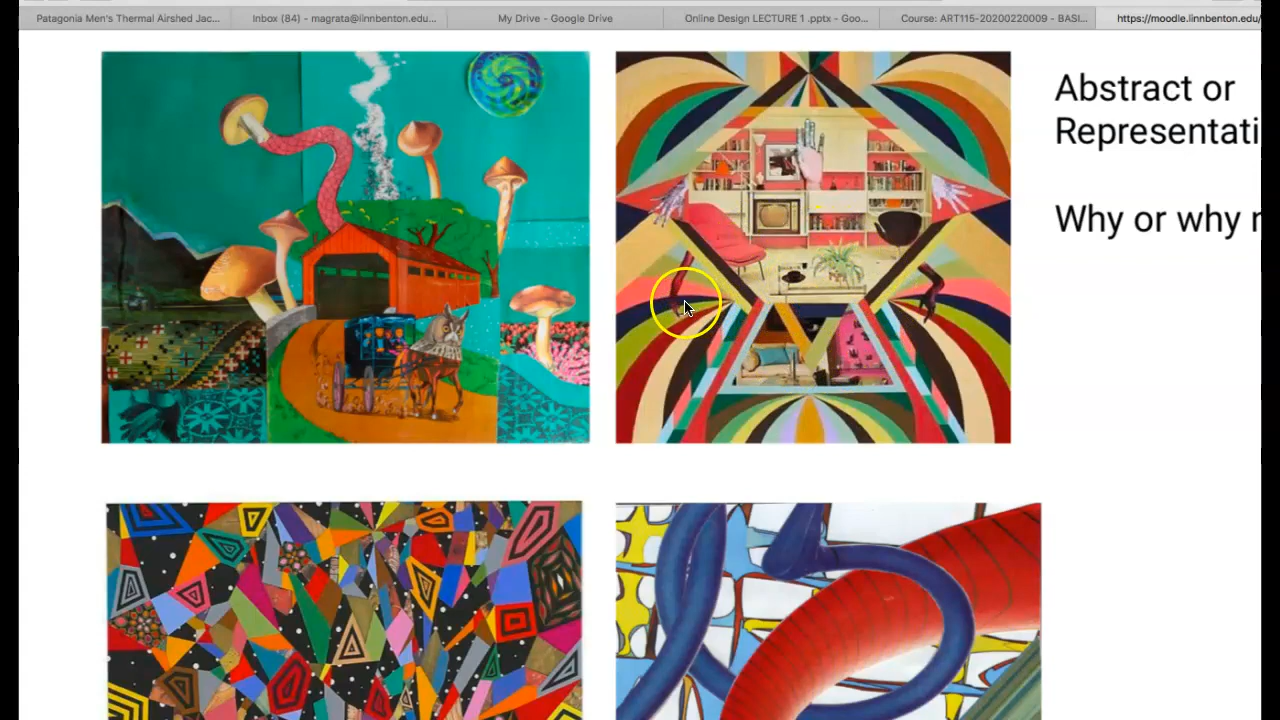 Patagonia Men's Thermal Airshed Jac...
Inbox (84) - magrata@linnbenton.edu...
My Drive - Google Drive
Online Design LECTURE 1 .pptx - Goo...
Course: ART115-20200220009 - BASI...
https://moodle.linnbenton.edu/
Abstract or
Representati
Why or why